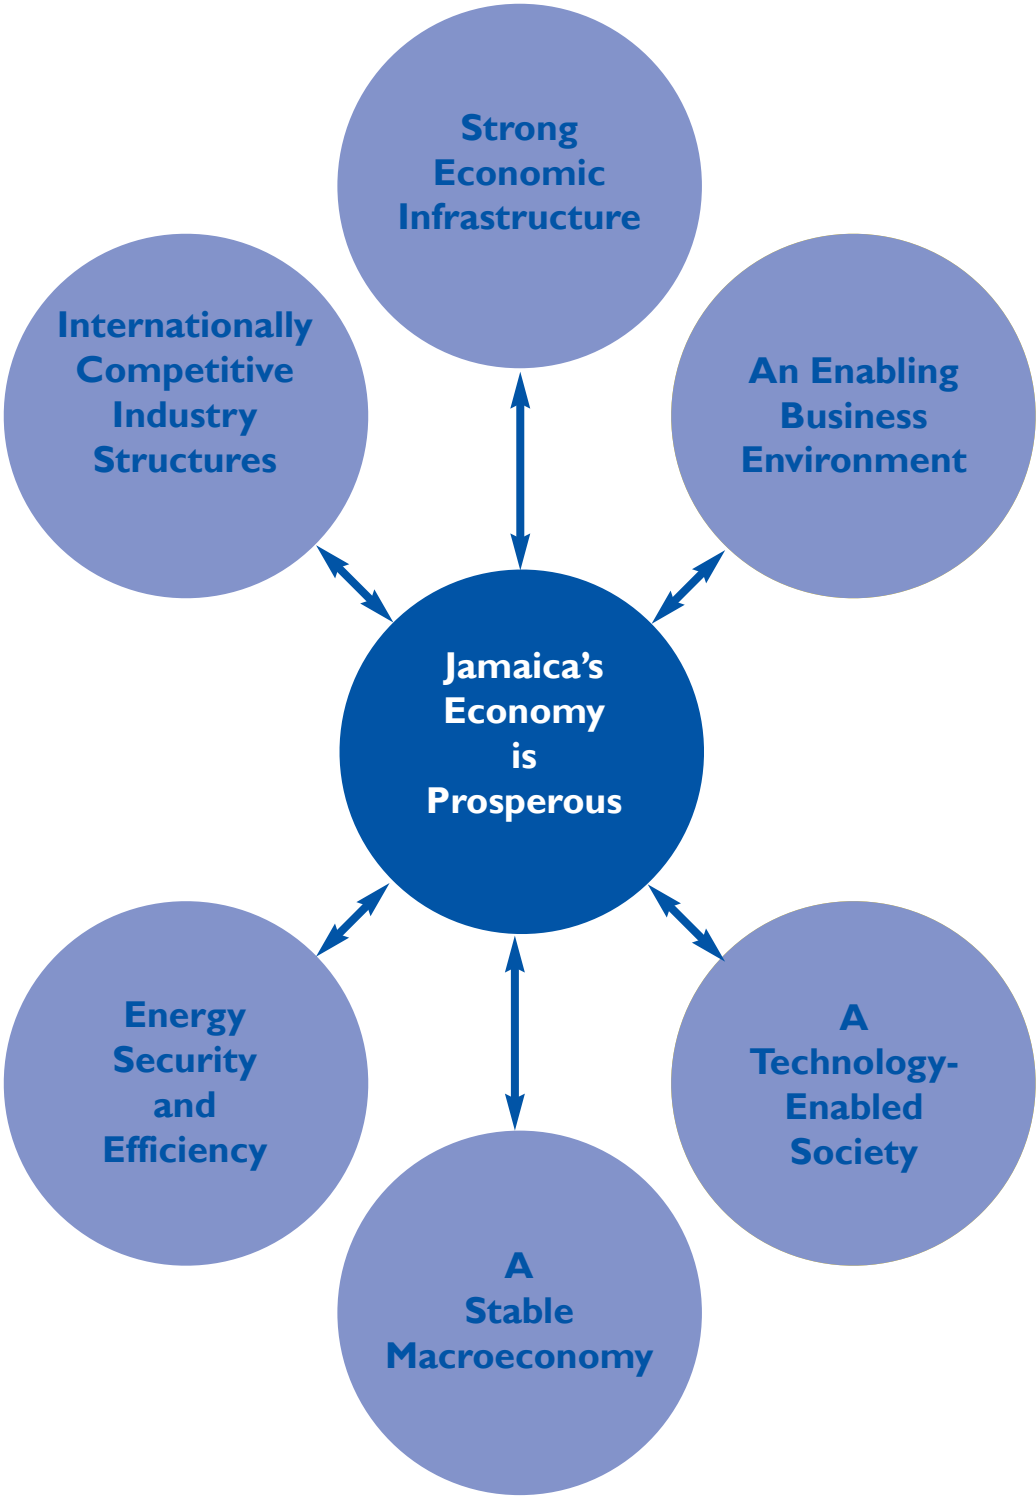 Strong
Economic
Infrastructure
Internationally
Competitive
Industry
Structures
An Enabling
Business
Environment
Jamaica’s
Economy
is
Prosperous
Energy
Security
and
Efficiency
A
Technology-
Enabled
Society
A
Stable
Macroeconomy